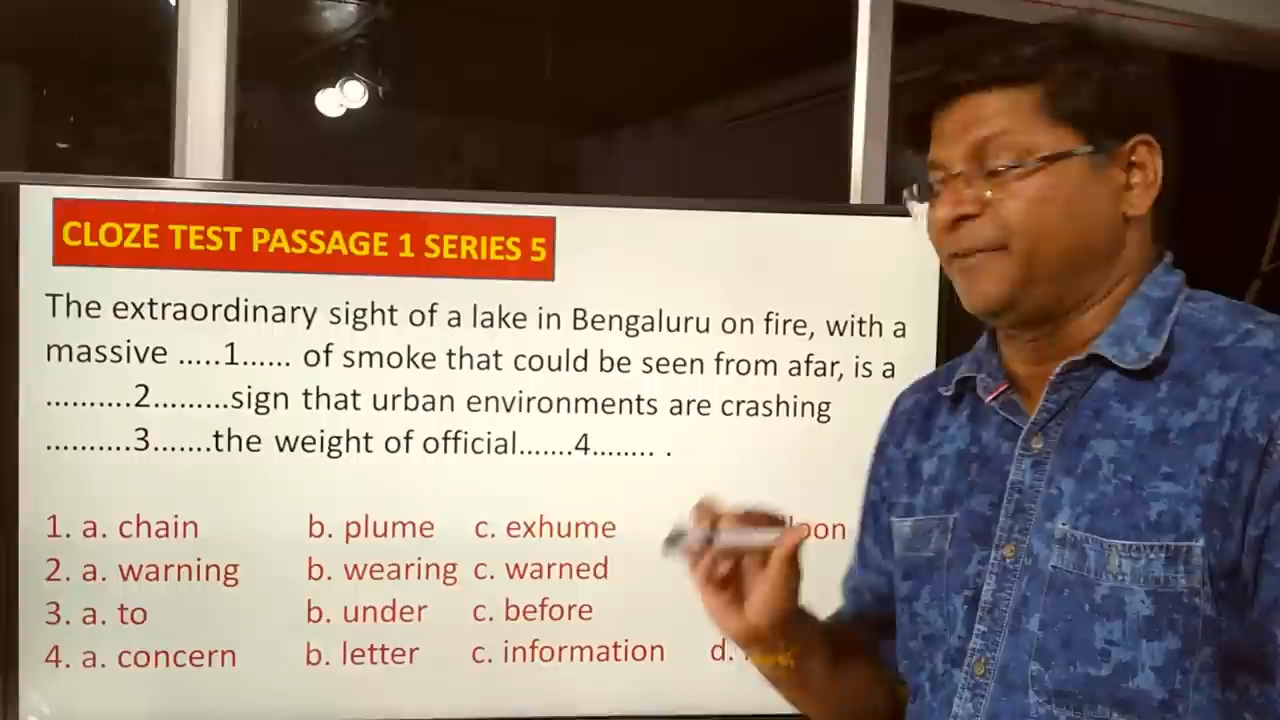 CLOZE TEST PASSAGE 1 SERIES 5
The extraordinary sight of a lake in Bengaluru on fire, with a
massive .....1...... of smoke that could be seen from afar, is a
..........2.........sign that urban environments are crashing
..........3.......the weight of official.......4........ .
1. a. chain b. plume c. exhume
2. a. warning b. wearing c. warned
3. a. to b. under c. before
4. a. concern b. letter c. information d.